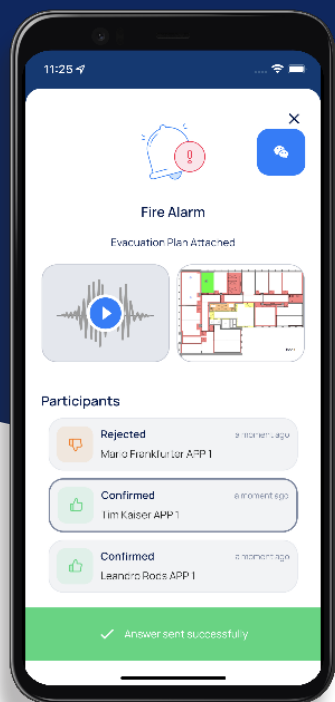 11:25
Fire Alarm
Evacuation Plan Attached
Participants
Rejected a moment ago
Mario Frankfurter APP 1
Confirmed a moment ago
Tim Kaiser APP 1
Confirmed a moment ago
Leandro Rods APP 1
Answer sent successfully